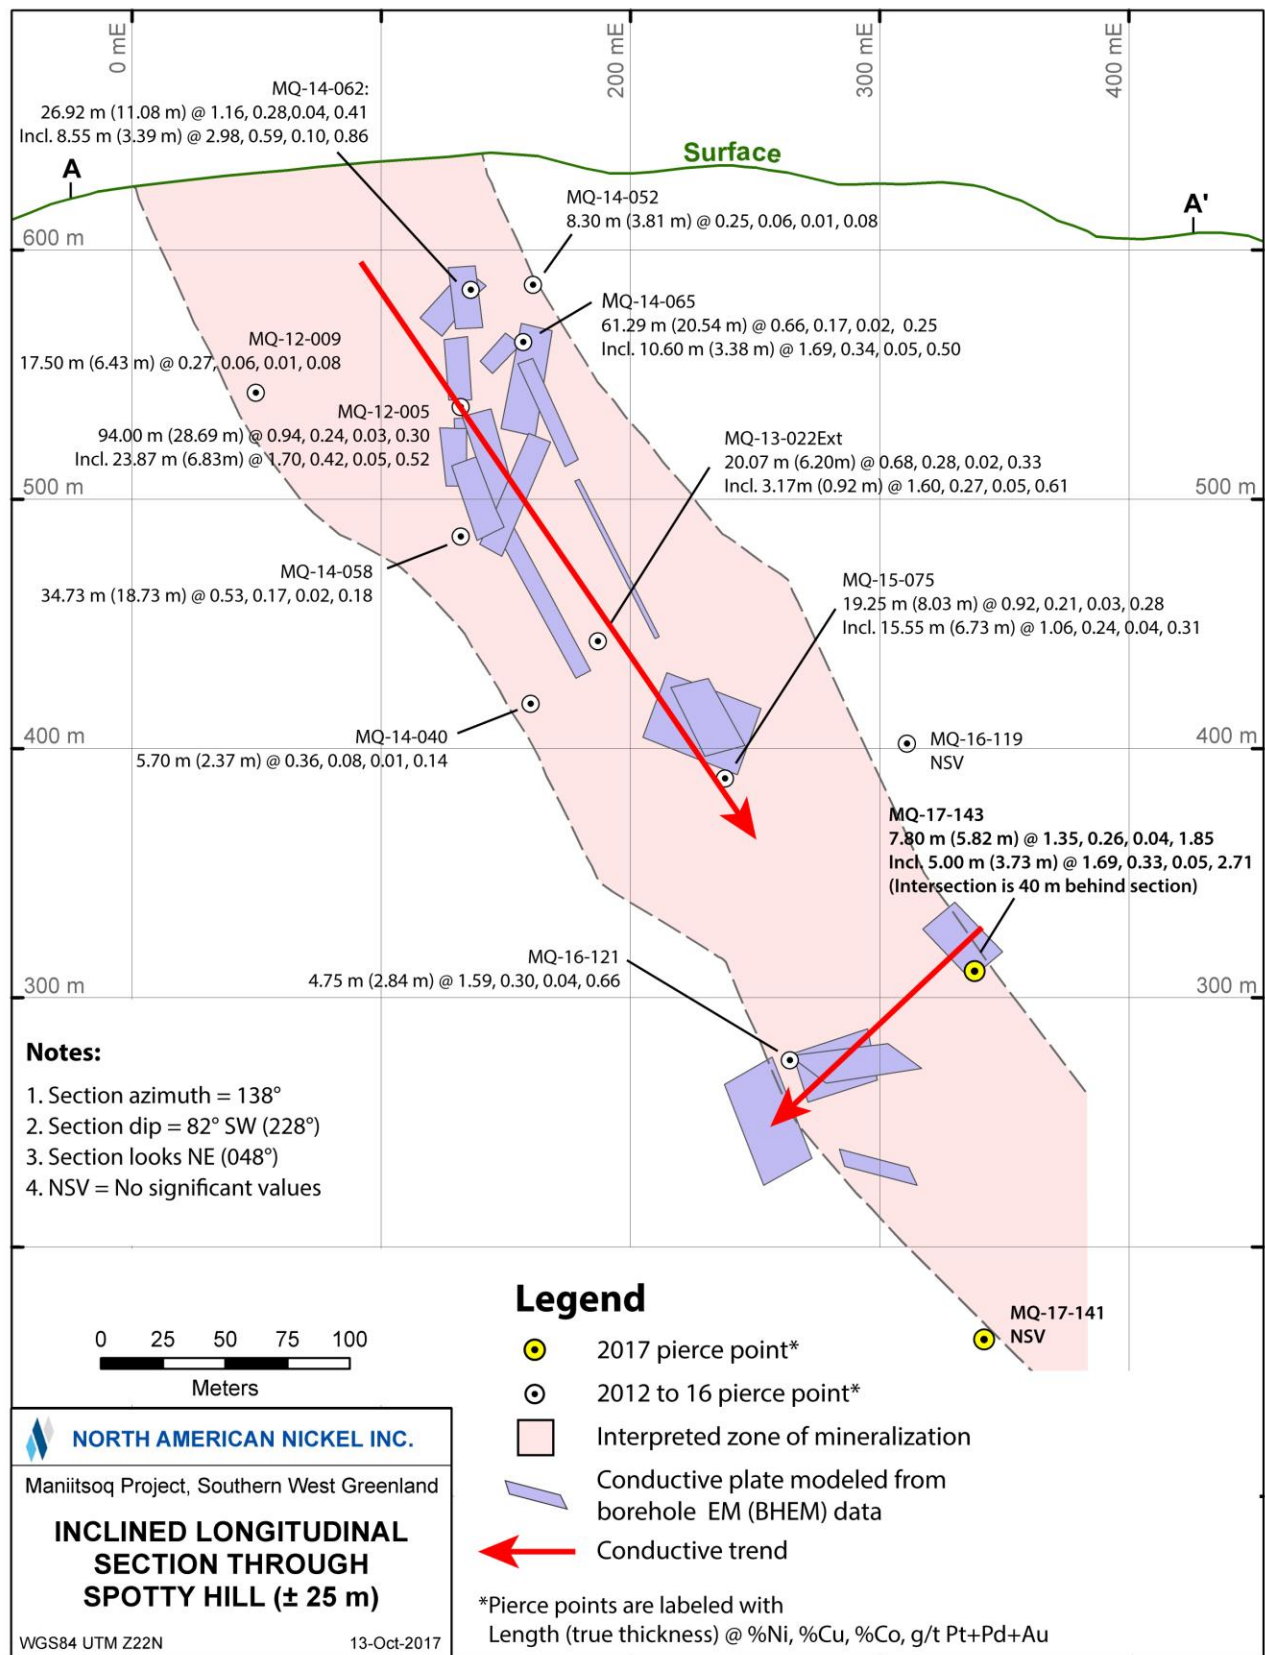 0 mE
200 mE
300 mE
400 mE
MQ-14-062:
26.92 m (11.08 m) @ 1.16, 0.28,0.04, 0.41
Incl. 8.55 m (3.39 m) @ 2.98, 0.59, 0.10, 0.86
Surface
A
A'
MQ-14-052
8.30 m (3.81 m) @ 0.25, 0.06, 0.01, 0.08
600 m
MQ-14-065
61.29 m (20.54 m) @ 0.66, 0.17, 0.02, 0.25
Incl. 10.60 m (3.38 m) @ 1.69, 0.34, 0.05, 0.50
MQ-12-009
17.50 m (6.43 m) @ 0.27, 0.06, 0.01, 0.08
MQ-12-005
94.00 m (28.69 m) @ 0.94, 0.24, 0.03, 0.30
Incl. 23.87 m (6.83m) @ 1.70, 0.42, 0.05, 0.52
MQ-13-022Ext
20.07 m (6.20m) @ 0.68, 0.28, 0.02, 0.33
Incl. 3.17m (0.92 m) @ 1.60, 0.27, 0.05, 0.61
500 m
500 m
MQ-14-058
34.73 m (18.73 m) @ 0.53, 0.17, 0.02, 0.18
MQ-15-075
19.25 m (8.03 m) @ 0.92, 0.21, 0.03, 0.28
Incl. 15.55 m (6.73 m) @ 1.06, 0.24, 0.04, 0.31
MQ-14-040
5.70 m (2.37 m) @ 0.36, 0.08, 0.01, 0.14
400 m
400 m
MQ-16-119
NSV
MQ-17-143
7.80 m (5.82 m) @ 1.35, 0.26, 0.04, 1.85
Incl. 5.00 m (3.73 m) @ 1.69, 0.33, 0.05, 2.71
(Intersection is 40 m behind section)
MQ-16-121
4.75 m (2.84 m) @ 1.59, 0.30, 0.04, 0.66
300 m
300 m
Notes:
1. Section azimuth = 138°
2. Section dip = 82° SW (228°)
3. Section looks NE (048°)
4. NSV = No significant values
MQ-17-141
NSV
0 25 50 75 100
Meters
Legend
2017 pierce point*
2012 to 16 pierce point*
Interpreted zone of mineralization
Conductive plate modeled from
borehole EM (BHEM) data
Conductive trend
*Pierce points are labeled with
Length (true thickness) @ %Ni, %Cu, %Co, g/t Pt+Pd+Au
NORTH AMERICAN NICKEL INC.
Maniitsoq Project, Southern West Greenland
INCLINED LONGITUDINAL
SECTION THROUGH
SPOTTY HILL (± 25 m)
WGS84 UTM Z22N 13-Oct-2017